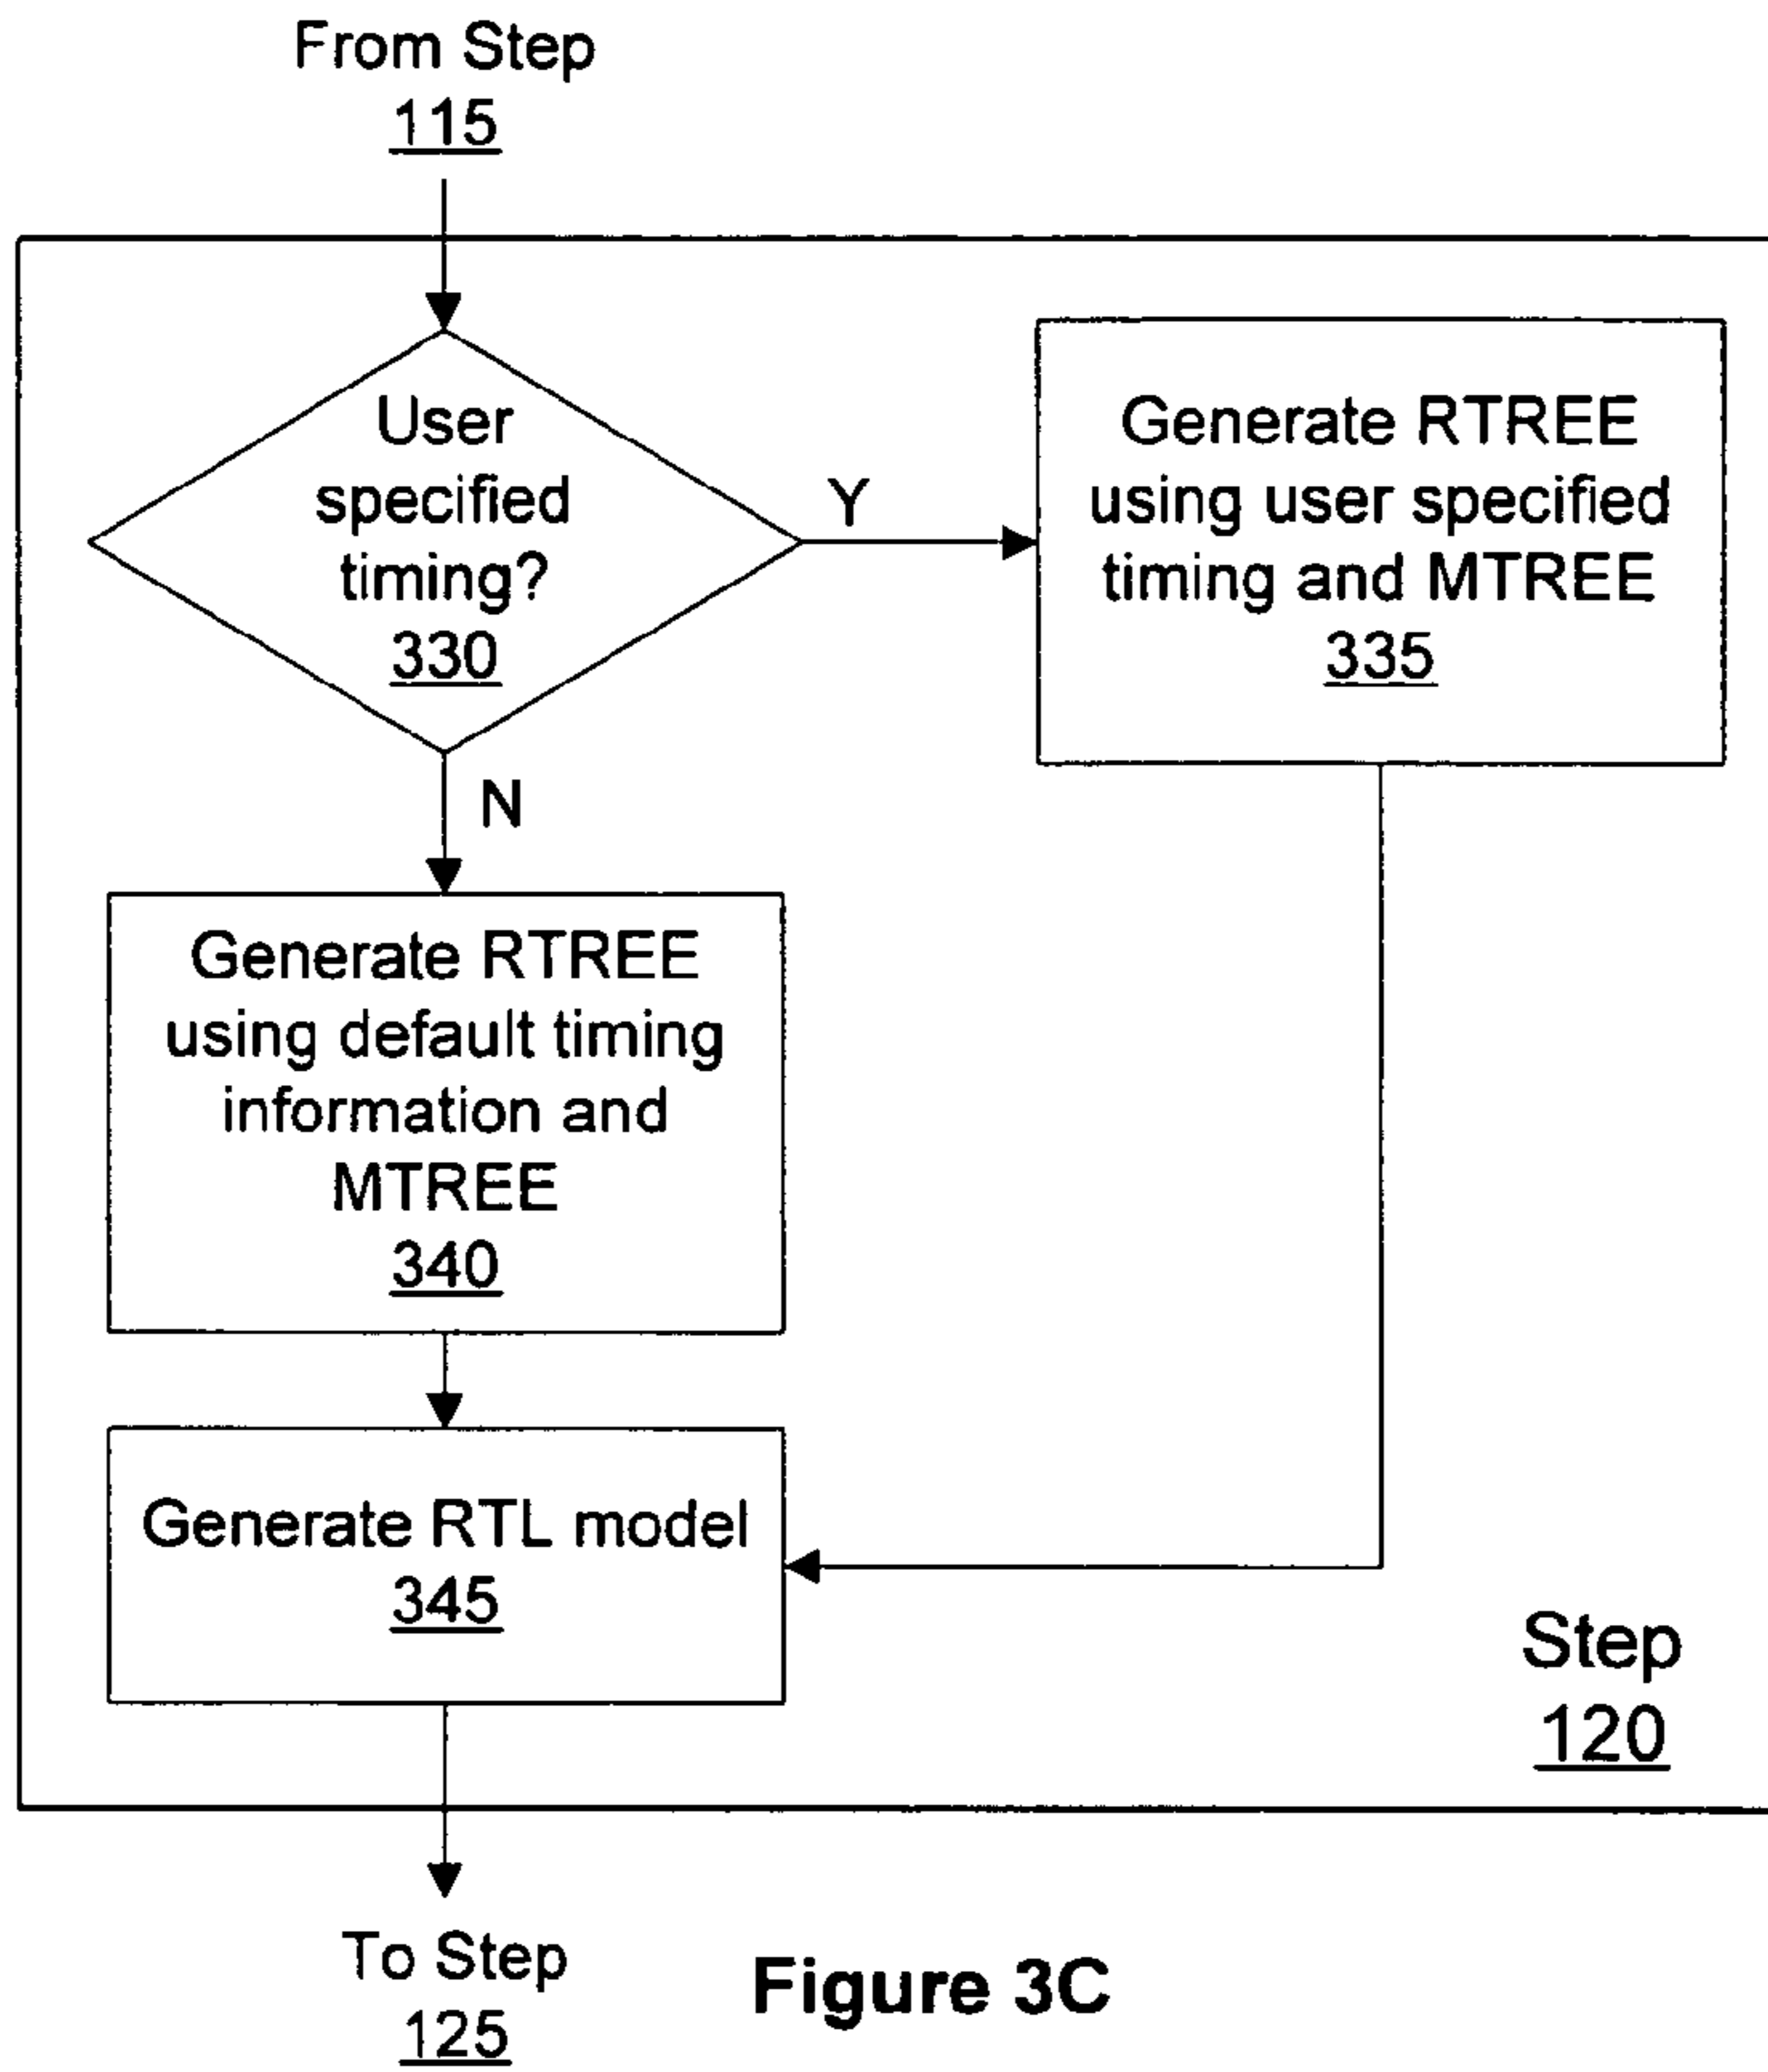 From Step
115
User
specified
timing?
330
Y
Generate RTREE
using user specified
timing and MTREE
335
N
Generate RTREE
using default timing
information and
MTREE
340
Generate RTL model
345
Step
120
To Step
125
Figure 3C